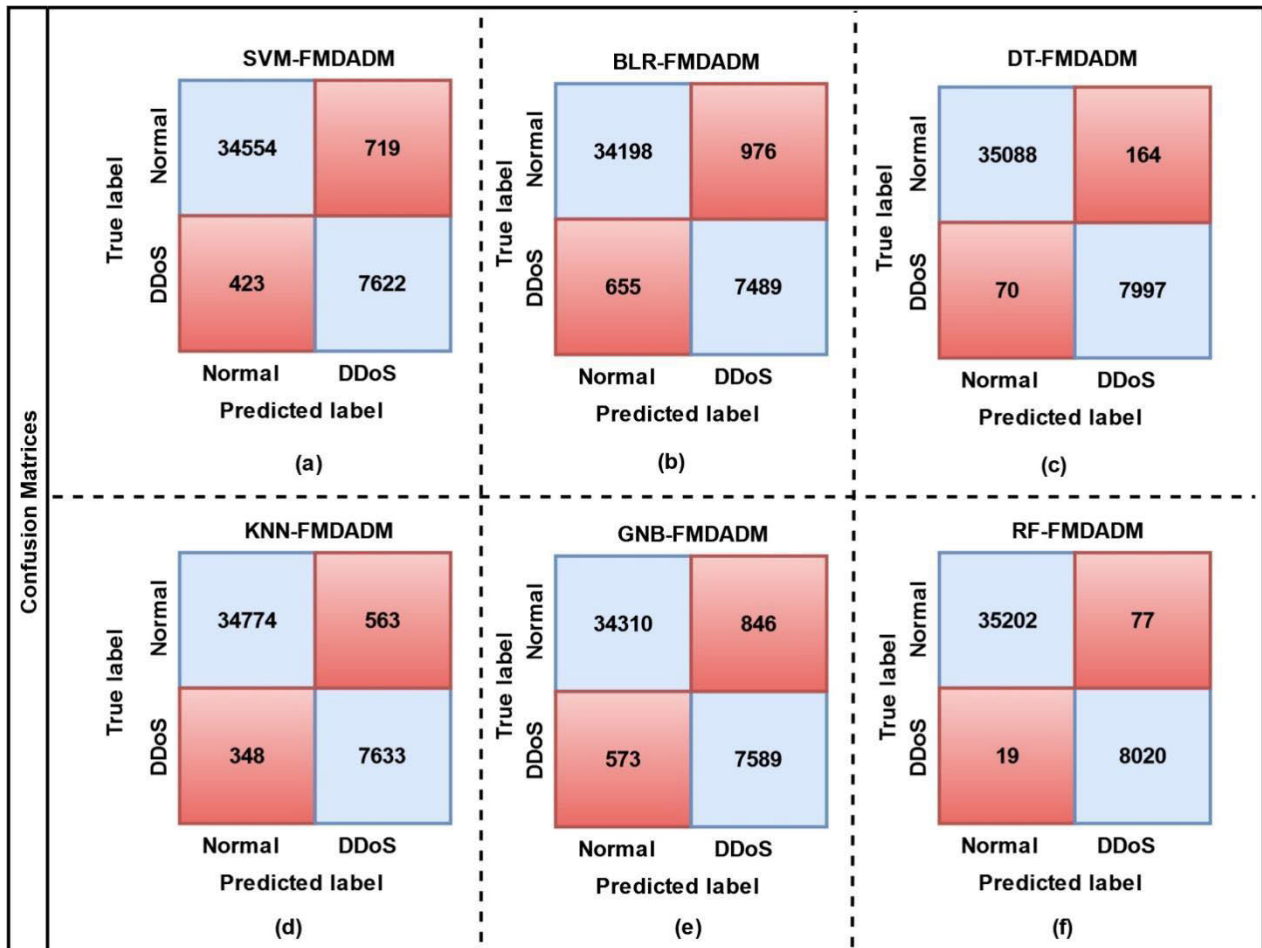 Confusion Matrices
SVM-FMDADM
True label
Normal
DDoS
34554
719
423
7622
Normal
DDoS
Predicted label
(a)
BLR-FMDADM
True label
Normal
DDoS
34198
976
655
7489
Normal
DDoS
Predicted label
(b)
DT-FMDADM
True label
Normal
DDoS
35088
164
70
7997
Normal
DDoS
Predicted label
(c)
KNN-FMDADM
True label
Normal
DDoS
34774
563
348
7633
Normal
DDoS
Predicted label
(d)
GNB-FMDADM
True label
Normal
DDoS
34310
846
573
7589
Normal
DDoS
Predicted label
(e)
RF-FMDADM
True label
Normal
DDoS
35202
77
19
8020
Normal
DDoS
Predicted label
(f)